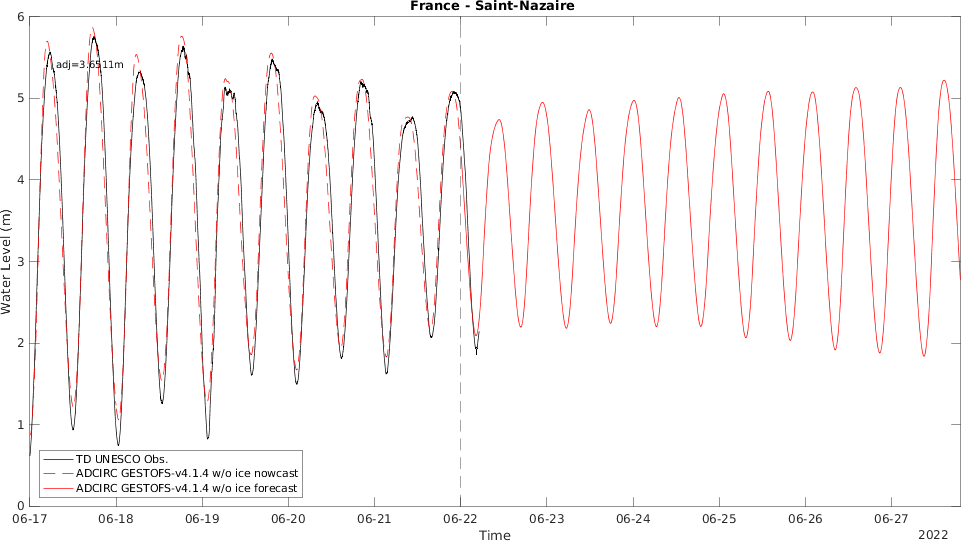 France - Saint-Nazaire
6
5
4
3
2
1
0
Water Level (m)
adj=3.6511m
TD UNESCO Obs.
ADCIRC GESTOFS-v4.1.4 w/o ice nowcast
ADCIRC GESTOFS-v4.1.4 w/o ice forecast
06-17 06-18 06-19 06-20 06-21 06-22 06-23 06-24 06-25 06-26 06-27
Time
2022